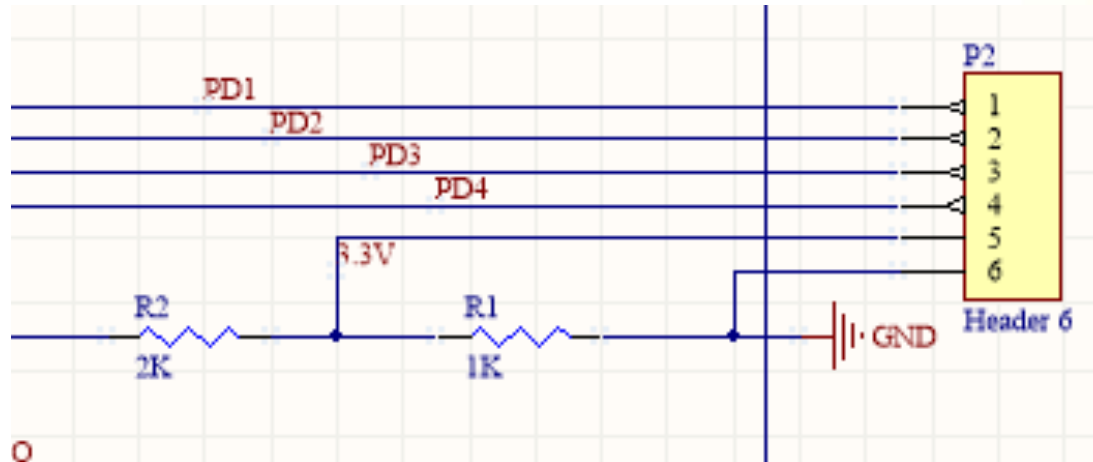 P2
PD1
1
PD2
2
PD3
3
PD4
4
3.3V
5
6
R2
R1
Header 6
GND
2K
1K
O